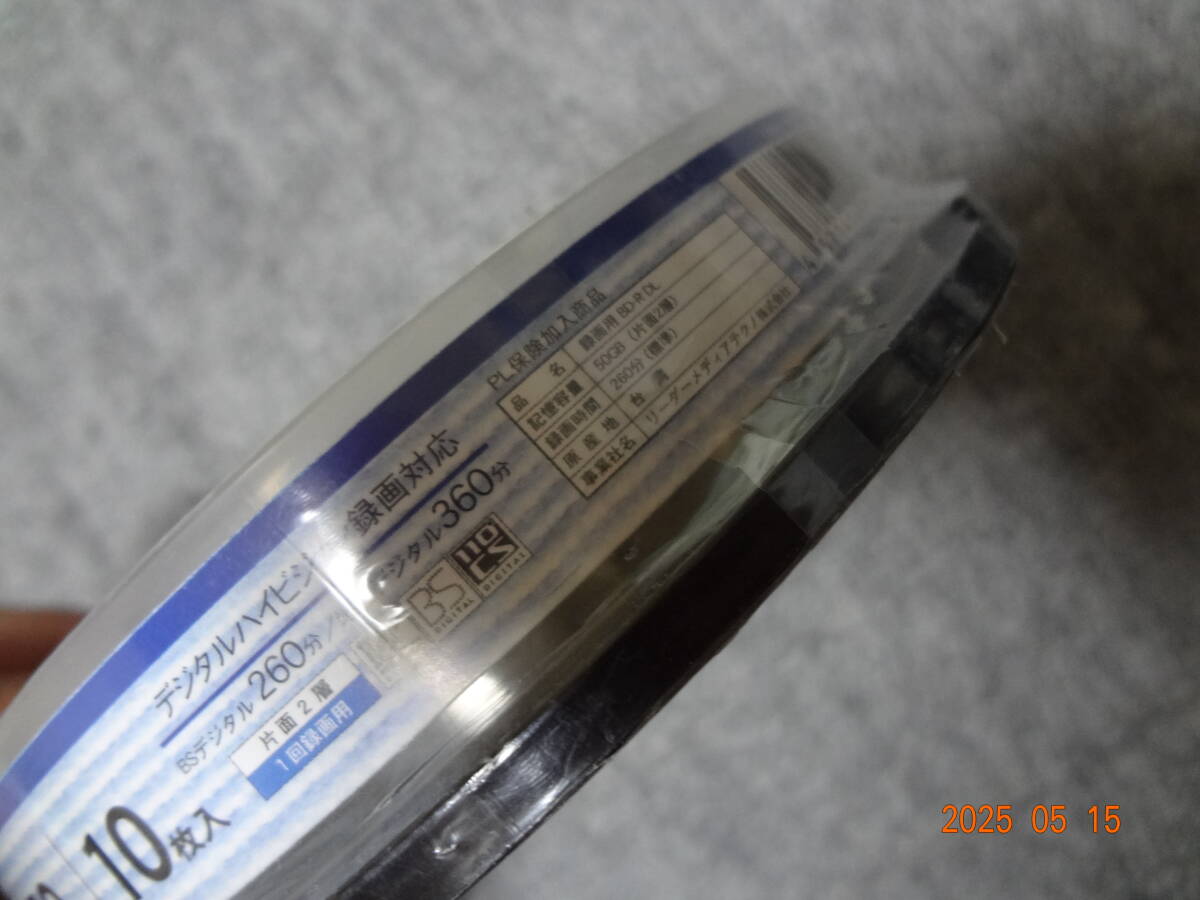 PL保険加入商品
品名 録画用 BD-R DL
記憶容量 50GB (片面2層)
録画時間 260分 (標準)
原産地 台湾
事業社名 リーダーメディアテクノ株式会社
デジタルハイビジ
録画対応
BSデジタル 260分
デジタル360分
片面2層
1回録画用
BS
DIGITAL
110
CS
DIGITAL
10枚入
2025 05 15